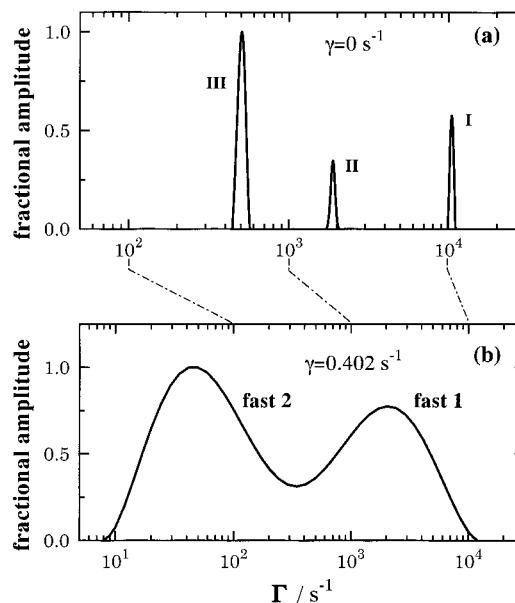 (a)
γ=0 s⁻¹
fractional amplitude
1.0
0.5
0.0
III
II
I
10² 10³ 10⁴
(b)
γ=0.402 s⁻¹
fractional amplitude
1.0
0.5
0.0
fast 2 fast 1
10¹ 10² 10³ 10⁴
Γ / s⁻¹